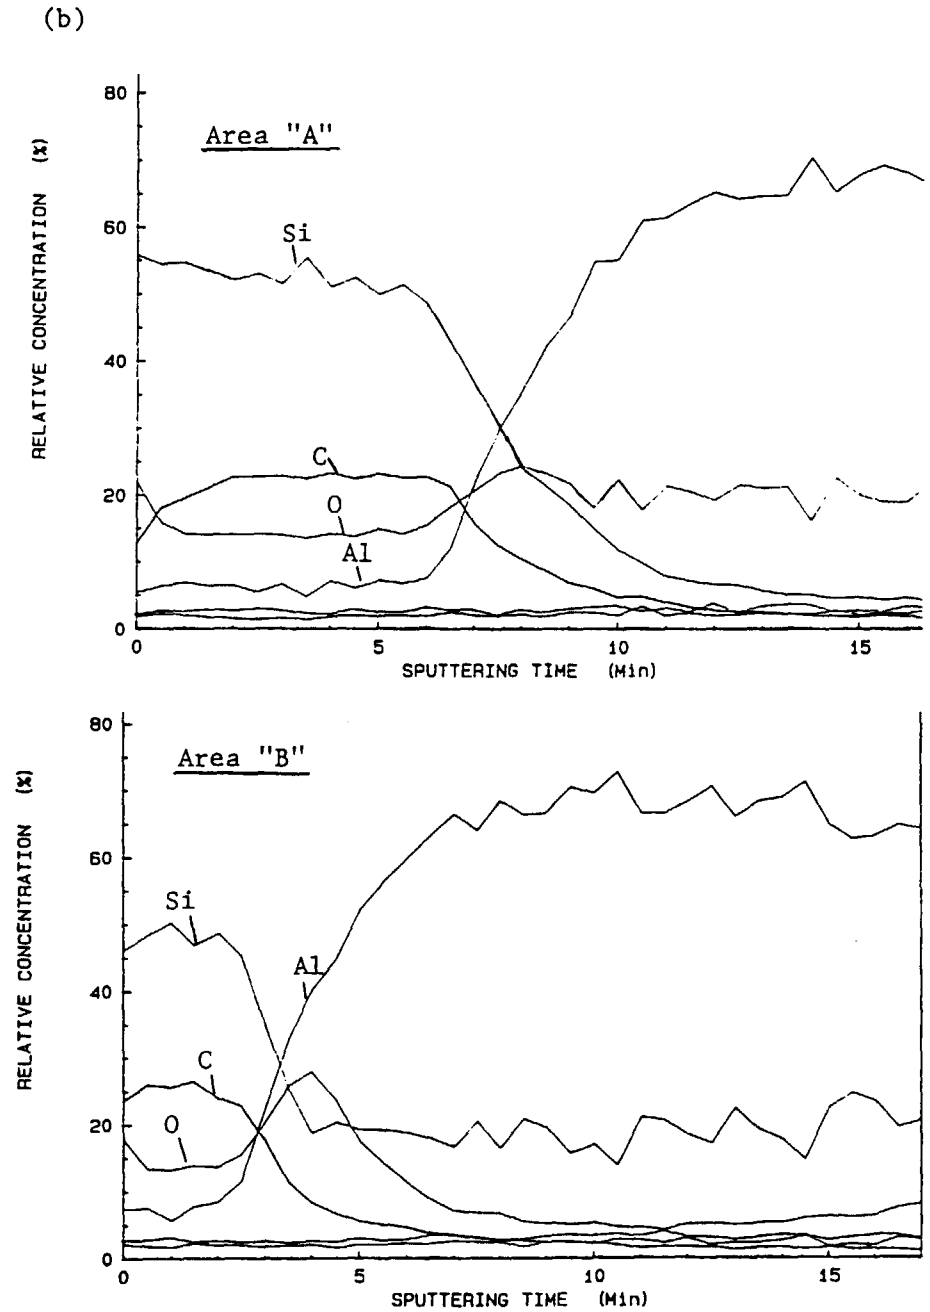 (b)
Area "A"
RELATIVE CONCENTRATION (%)
80
60
40
20
0
Si
C
O
Al
0 5 10 15
SPUTTERING TIME (Min)
Area "B"
RELATIVE CONCENTRATION (%)
80
60
40
20
0
Si
Al
C
O
0 5 10 15
SPUTTERING TIME (Min)